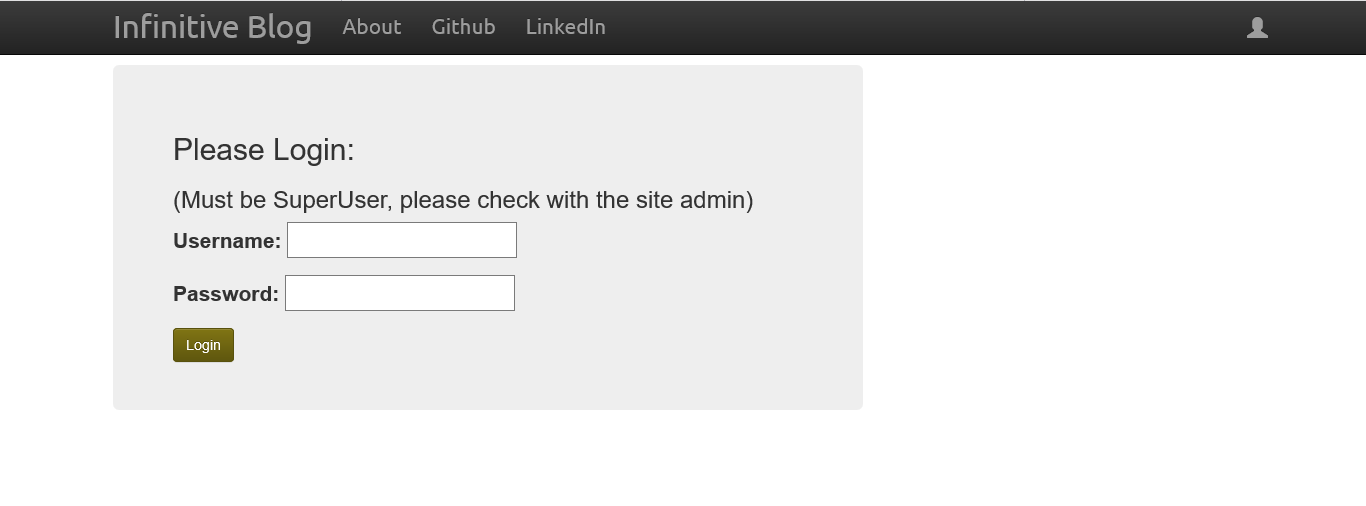 Infinitive Blog About Github LinkedIn
Please Login:
(Must be SuperUser, please check with the site admin)
Username:
Password:
Login